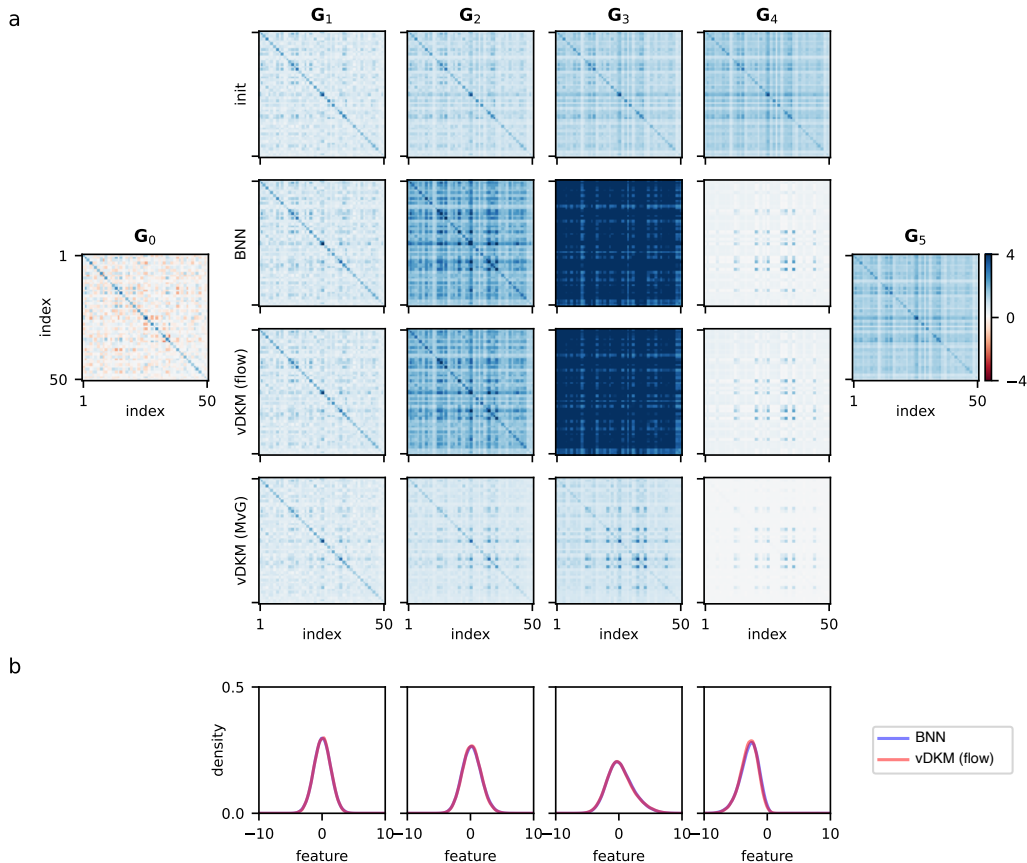 a
G1 G2 G3 G4
init
BNN
vDKM (flow)
vDKM (MvG)
G0
1
50
index
1 50
index
G5
4
0
−4
1 50
index
1 50 1 50 1 50 1 50
index index index index
b
0.5
0.0
density
−10 0 10 −10 0 10 −10 0 10 −10 0 10
feature feature feature feature
BNN
vDKM (flow)